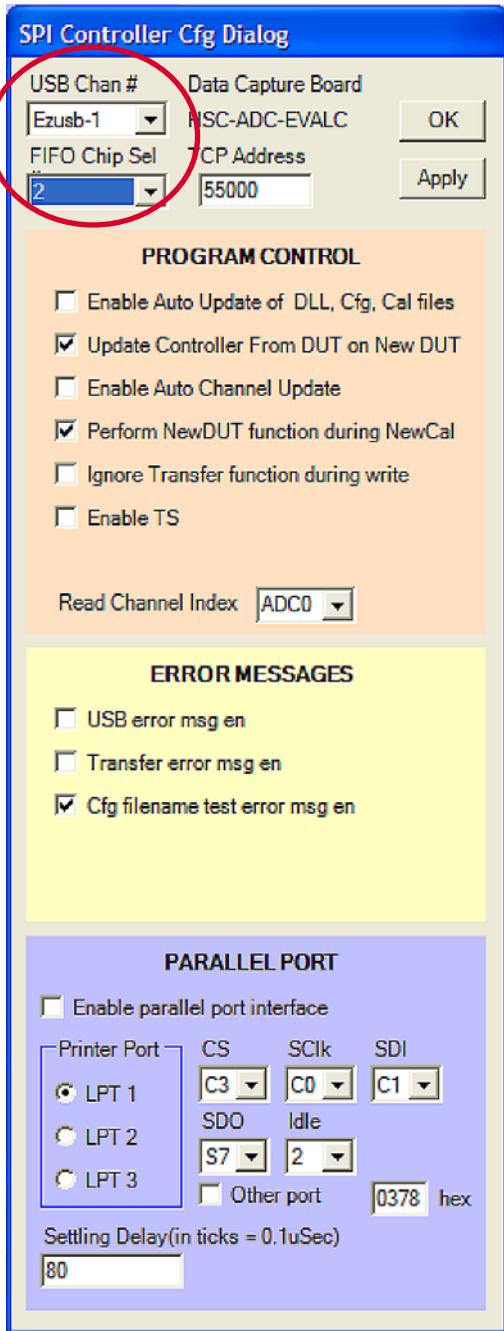 SPI Controller Cfg Dialog
USB Chan # Data Capture Board
Ezusb-1 HSC-ADC-EVALC OK
FIFO Chip Sel TCP Address
2 55000 Apply
PROGRAM CONTROL
Enable Auto Update of DLL, Cfg, Cal files
Update Controller From DUT on New DUT
Enable Auto Channel Update
Perform NewDUT function during NewCal
Ignore Transfer function during write
Enable TS
Read Channel Index ADC0
ERROR MESSAGES
USB error msg en
Transfer error msg en
Cfg filename test error msg en
PARALLEL PORT
Enable parallel port interface
Printer Port CS SClk SDI
LPT 1 C3 C0 C1
SDO Idle
LPT 2 S7 2
LPT 3 Other port 0378 hex
Settling Delay(in ticks = 0.1uSec)
80